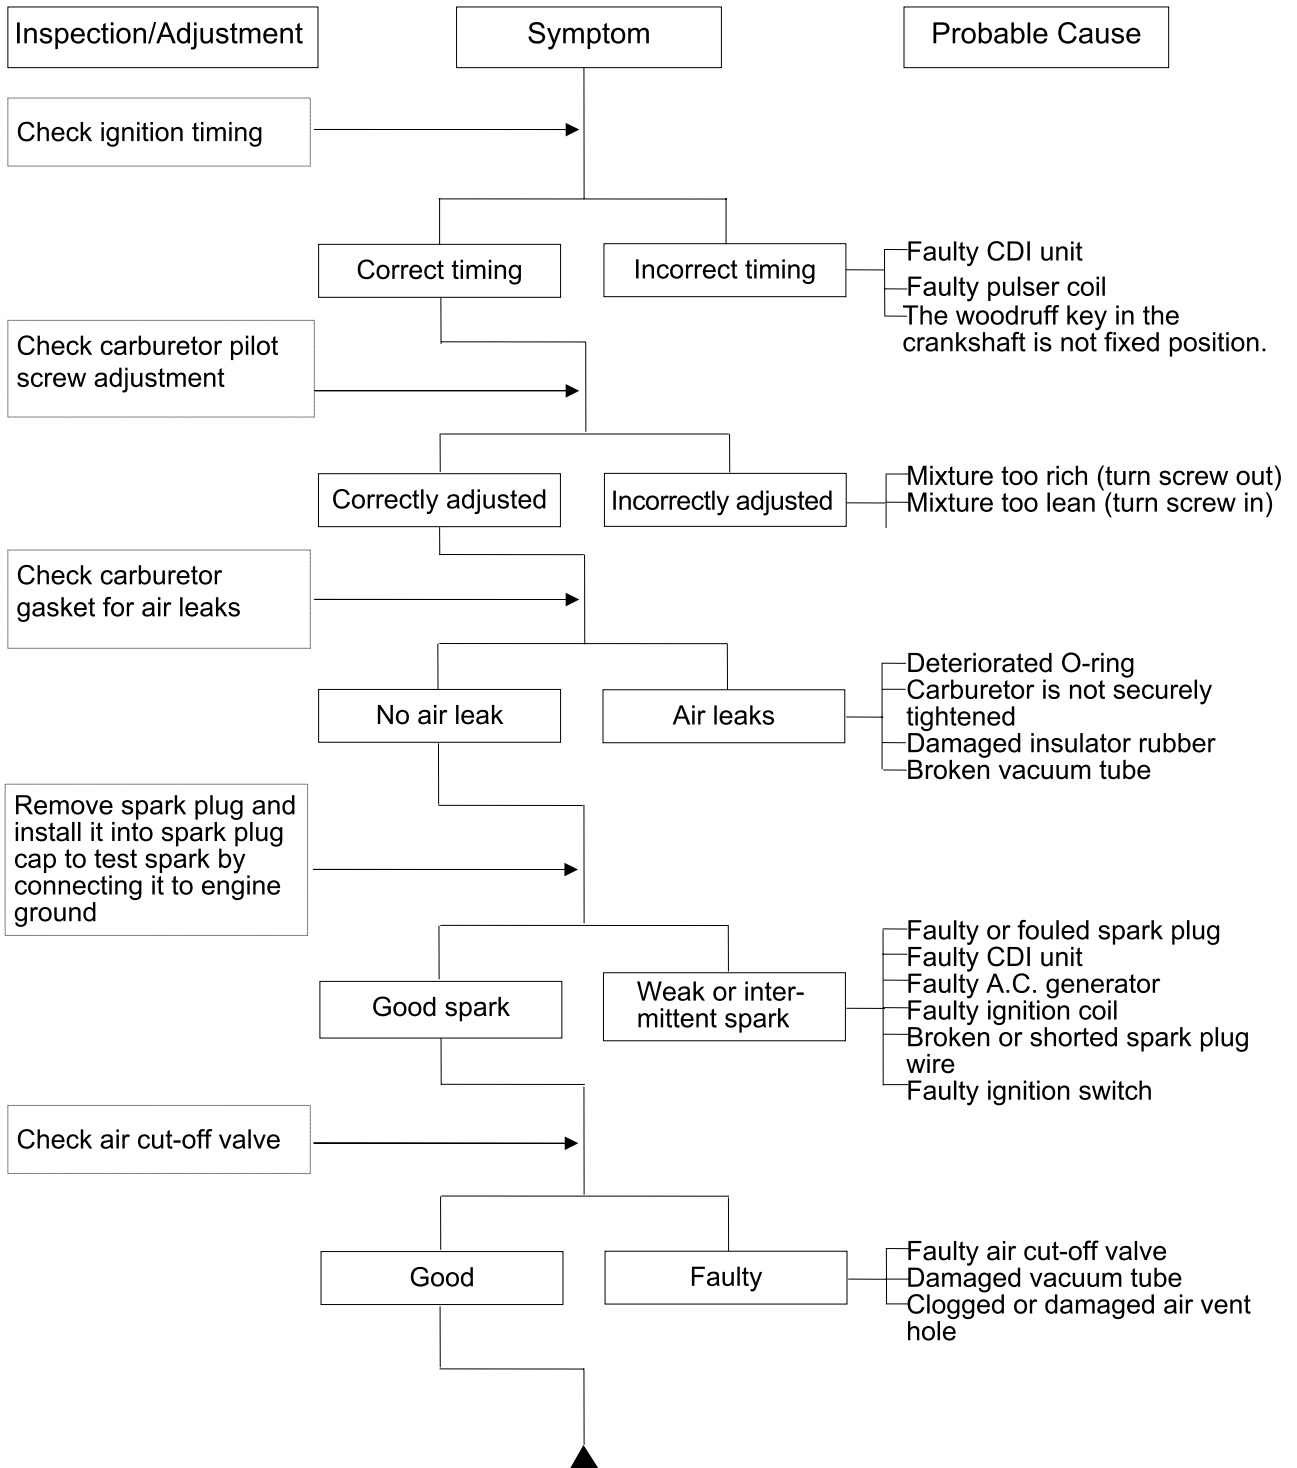 Inspection/Adjustment
Symptom
Probable Cause
Check ignition timing
Correct timing
Incorrect timing
Faulty CDI unit
Faulty pulser coil
The woodruff key in the
crankshaft is not fixed position.
Check carburetor pilot
screw adjustment
Correctly adjusted
Incorrectly adjusted
Mixture too rich (turn screw out)
Mixture too lean (turn screw in)
Check carburetor
gasket for air leaks
No air leak
Air leaks
Deteriorated O-ring
Carburetor is not securely
tightened
Damaged insulator rubber
Broken vacuum tube
Remove spark plug and
install it into spark plug
cap to test spark by
connecting it to engine
ground
Good spark
Weak or inter-
mittent spark
Faulty or fouled spark plug
Faulty CDI unit
Faulty A.C. generator
Faulty ignition coil
Broken or shorted spark plug
wire
Faulty ignition switch
Check air cut-off valve
Good
Faulty
Faulty air cut-off valve
Damaged vacuum tube
Clogged or damaged air vent
hole